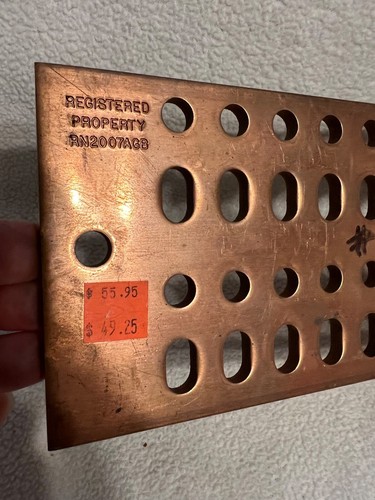 REGISTERED
PROPERTY
RN2007AGB
$ 55.95
$ 49.25